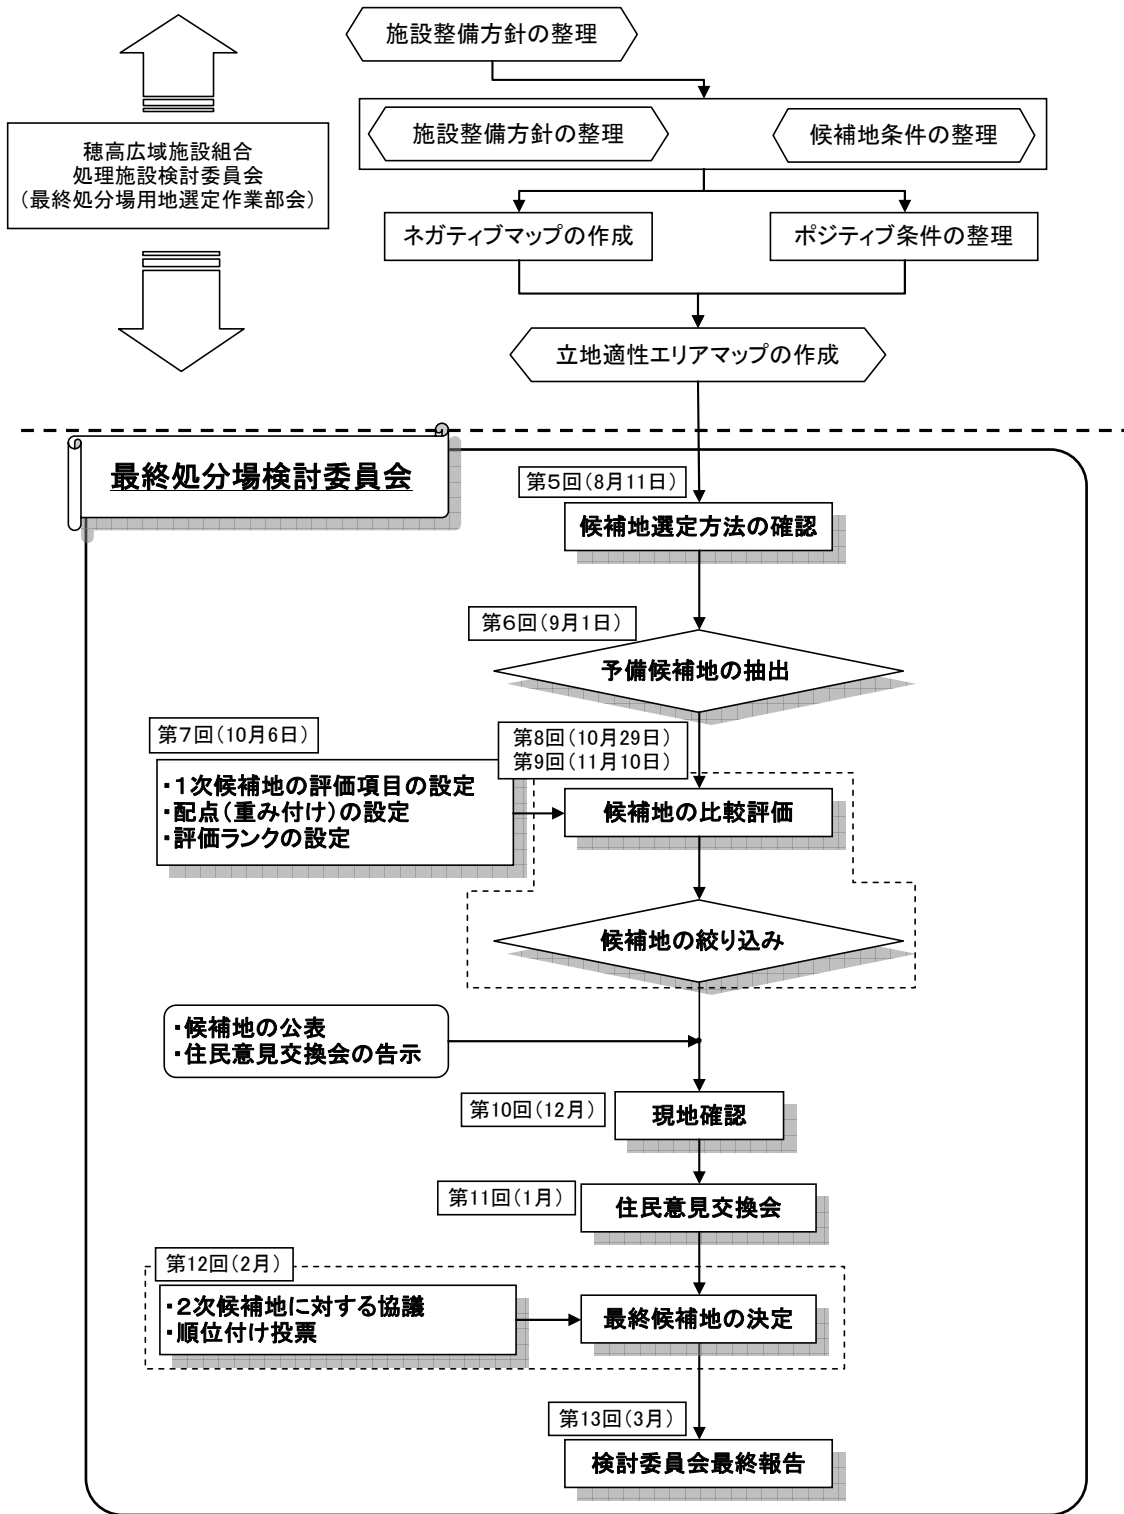 施設整備方針の整理
穂高広域施設組合
処理施設検討委員会
(最終処分場用地選定作業部会)
施設整備方針の整理
候補地条件の整理
ネガティブマップの作成
ポジティブ条件の整理
立地適性エリアマップの作成
最終処分場検討委員会
第5回(8月11日)
候補地選定方法の確認
第6回(9月1日)
予備候補地の抽出
第7回(10月6日)
・1次候補地の評価項目の設定
・配点(重み付け)の設定
・評価ランクの設定
第8回(10月29日)
第9回(11月10日)
候補地の比較評価
候補地の絞り込み
・候補地の公表
・住民意見交換会の告示
第10回(12月)
現地確認
第11回(1月)
住民意見交換会
第12回(2月)
・2次候補地に対する協議
・順位付け投票
最終候補地の決定
第13回(3月)
検討委員会最終報告